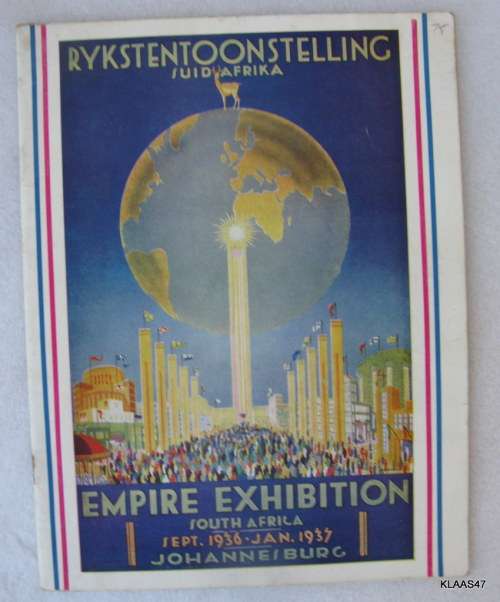 RYKSTENTOONSTELLING
SUID AFRIKA
EMPIRE EXHIBITION
SOUTH AFRICA
SEPT. 1936 · JAN. 1937
JOHANNESBURG
KLAAS47